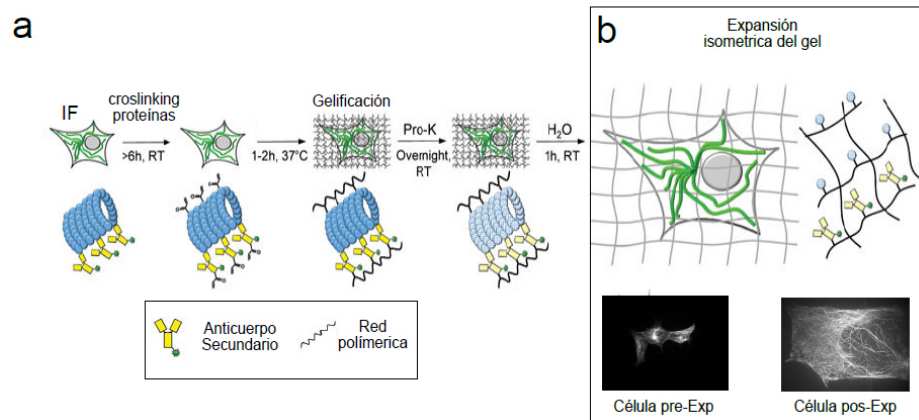 a
IF
croslinking
proteínas
>6h, RT
1-2h, 37°C
Gelificación
Pro-K
Overnight,
RT
H₂O
1h, RT
Anticuerpo
Secundario
Red
polímerica
b
Expansión
isometrica del gel
Célula pre-Exp
Célula pos-Exp